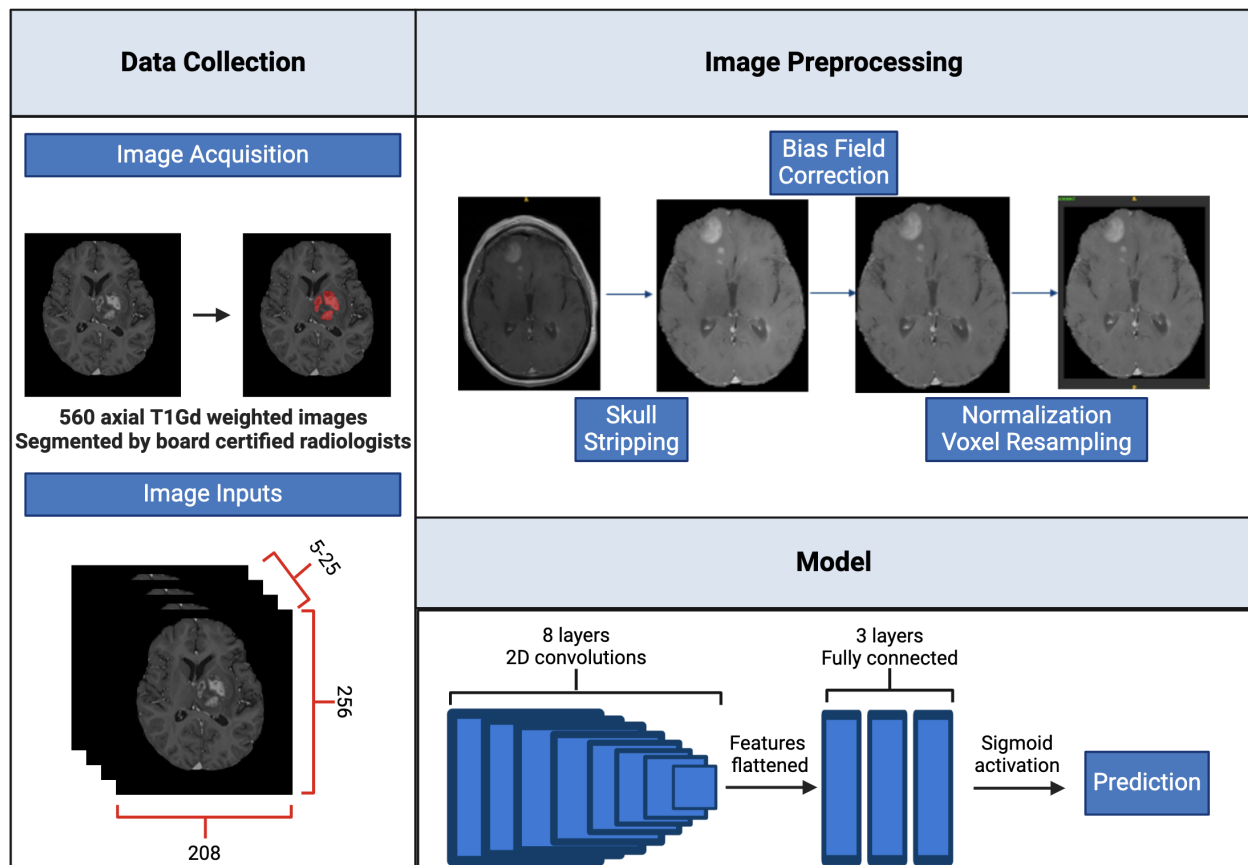 Data Collection
Image Acquisition
560 axial T1Gd weighted images
Segmented by board certified radiologists
Image Inputs
5-25
256
208
Image Preprocessing
Bias Field
Correction
Skull
Stripping
Normalization
Voxel Resampling
Model
8 layers
2D convolutions
Features
flattened
3 layers
Fully connected
Sigmoid
activation
Prediction